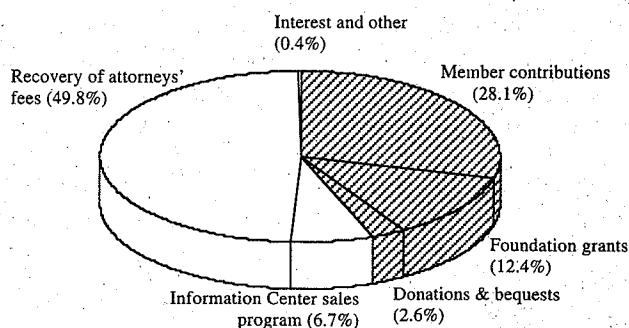 Interest and other
(0.4%)
Recovery of attorneys'
fees (49.8%)
Member contributions
(28.1%)
Foundation grants
(12.4%)
Donations & bequests
(2.6%)
Information Center sales
program (6.7%)